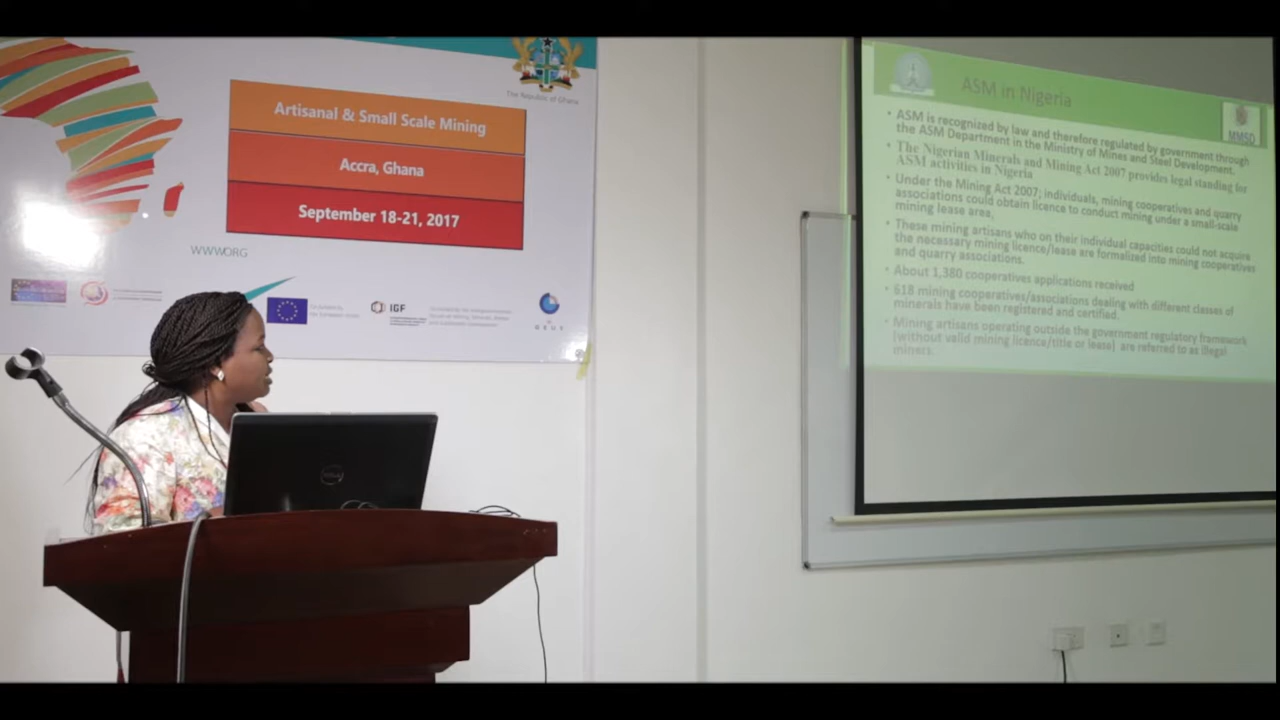 The Republic of Ghana
Artisanal & Small Scale Mining
Accra, Ghana
September 18-21, 2017
WWW.ORG
IGF
DELL
ASM in Nigeria
MMSD
• ASM is recognized by law and therefore regulated by government through
the ASM Department in the Ministry of Mines and Steel Development.
• The Nigerian Minerals and Mining Act 2007 provides legal standing for
ASM activities in Nigeria
• Under the Mining Act 2007; individuals, mining cooperatives and quarry
associations could obtain licence to conduct mining under a small-scale
mining lease area.
• These mining artisans who on their individual capacities could not acquire
the necessary mining licence/lease are formalized into mining cooperatives
and quarry associations.
• About 1,380 cooperatives applications received
• 618 mining cooperatives/associations dealing with different classes of
minerals have been registered and certified.
• Mining artisans operating outside the government regulatory framework
(without valid mining licence/title or lease) are referred to as illegal
miners.